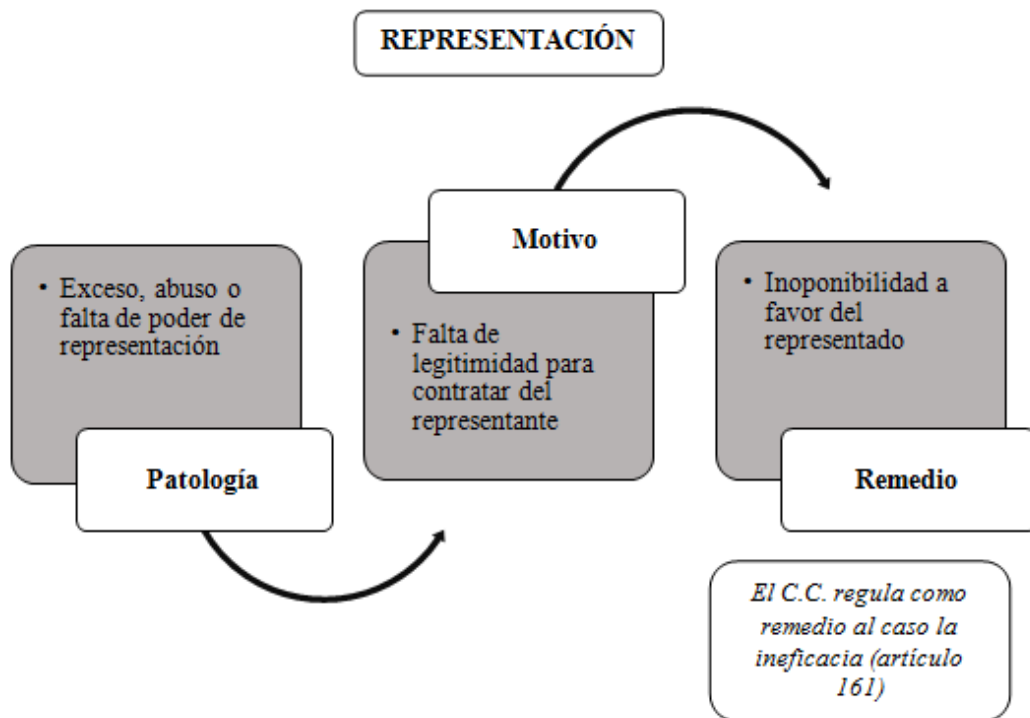 REPRESENTACIÓN
• Exceso, abuso o
falta de poder de
representación
Patología
Motivo
• Falta de
legitimidad para
contratar del
representante
• Inoponibilidad a
favor del
representado
Remedio
El C.C. regula como
remedio al caso la
ineficacia (artículo
161)